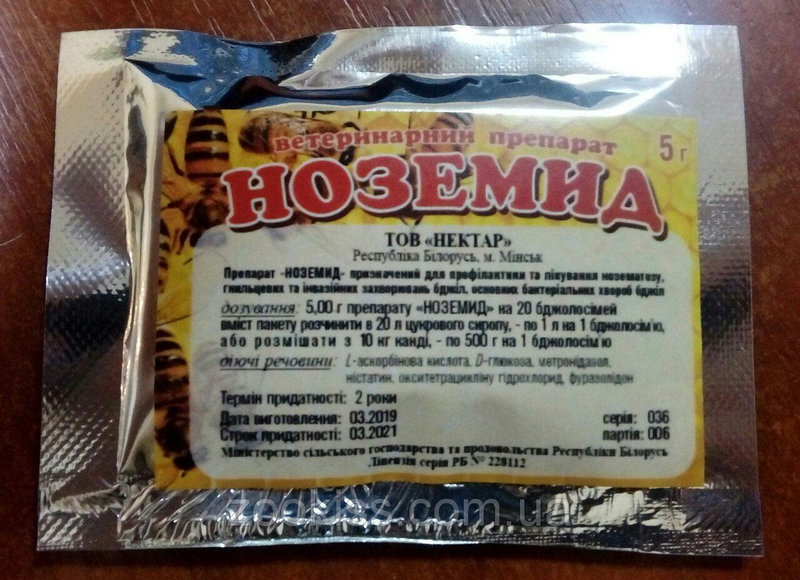 ветеринарний препарат
5 г
НОЗЕМИД
ТОВ «НЕКТАР»
Республіка Білорусь, м. Мінськ
Препарат «НОЗЕМИД» призначений для профілактики та лікування нозематозу,
гнильцевих та інвазійних захворювань бджіл, основних бактеріальних хвороб бджіл
дозування: 5,00 г препарату «НОЗЕМИД» на 20 бджолосімей
вміст пакету розчинити в 20 л цукрового сиропу, - по 1 л на 1 бджолосім'ю,
або розмішати з 10 кг канді, - по 500 г на 1 бджолосім'ю
діючі речовини: L-аскорбінова кислота, D-глюкоза, метронідазол,
ністатин, окситетрацикліну гідрохлорид, фуразолідон
Термін придатності: 2 роки
Дата виготовлення: 03.2019 серія: 036
Строк придатності: 03.2021 партія: 006
Міністерство сільського господарства та продовольства Республіки Білорусь
Ліцензія серія РБ № 228112
zooluss.com.ua